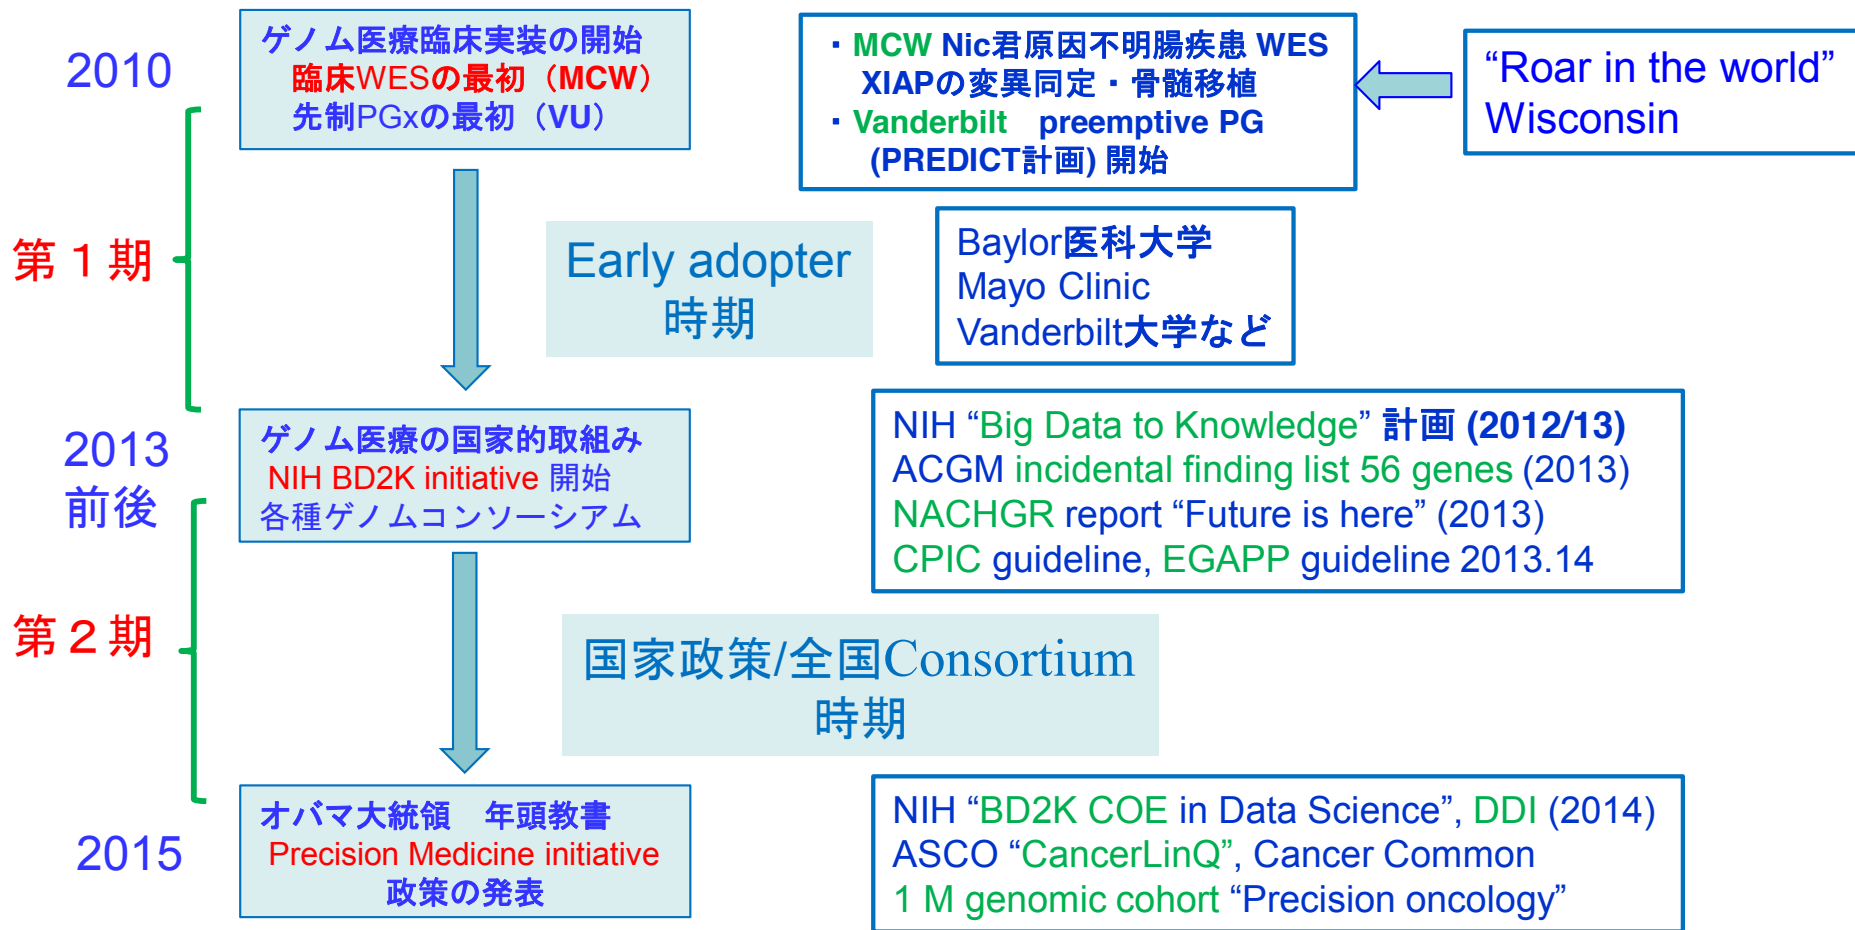 2010
ゲノム医療臨床実装の開始
臨床WESの最初（MCW）
先制PGxの最初（VU）
・MCW Nic君原因不明腸疾患 WES
XIAPの変異同定・骨髄移植
・Vanderbilt preemptive PG
(PREDICT計画) 開始
“Roar in the world”
Wisconsin
第１期
Early adopter
時期
Baylor医科大学
Mayo Clinic
Vanderbilt大学など
2013
前後
ゲノム医療の国家的取組み
NIH BD2K initiative 開始
各種ゲノムコンソーシアム
NIH “Big Data to Knowledge” 計画 (2012/13)
ACGM incidental finding list 56 genes (2013)
NACHGR report “Future is here” (2013)
CPIC guideline, EGAPP guideline 2013.14
第２期
国家政策/全国Consortium
時期
2015
オバマ大統領　年頭教書
Precision Medicine initiative
政策の発表
NIH “BD2K COE in Data Science”, DDI (2014)
ASCO “CancerLinQ”, Cancer Common
1 M genomic cohort “Precision oncology”